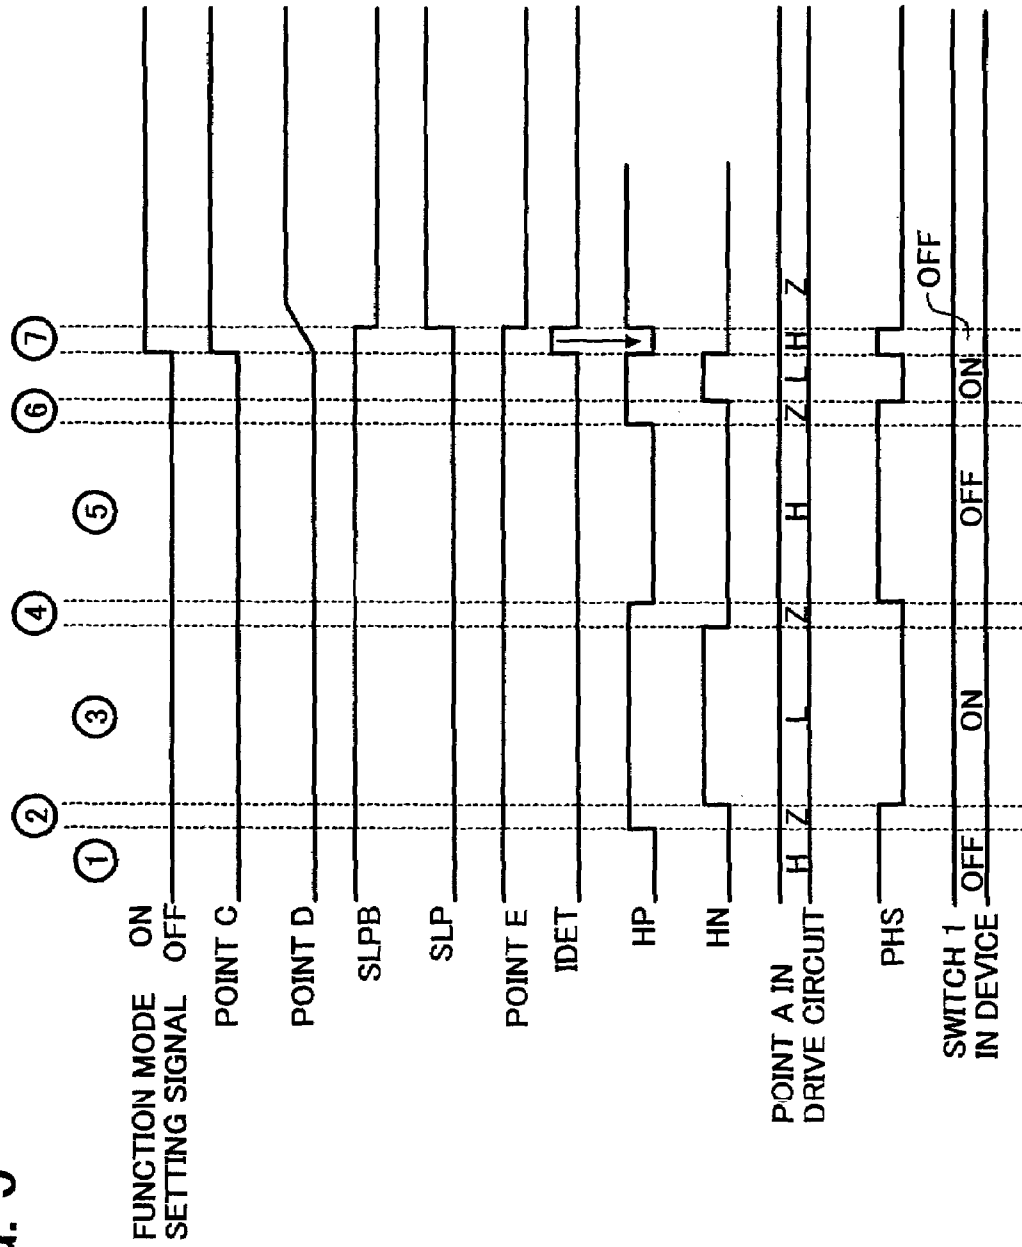 ① ② ③ ④ ⑤ ⑥ ⑦
FUNCTION MODE ON
SETTING SIGNAL OFF
POINT C
POINT D
SLPB
SLP
POINT E
IDET
HP
HN
POINT A IN
DRIVE CIRCUIT
H Z L Z H Z L H Z
PHS
OFF
SWITCH 1
IN DEVICE
OFF ON OFF ON